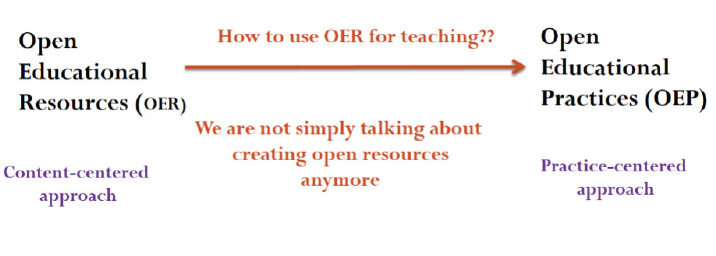 Open
Educational
Resources (OER)
Content-centered
approach
How to use OER for teaching??
We are not simply talking about
creating open resources
anymore
Open
Educational
Practices (OEP)
Practice-centered
approach